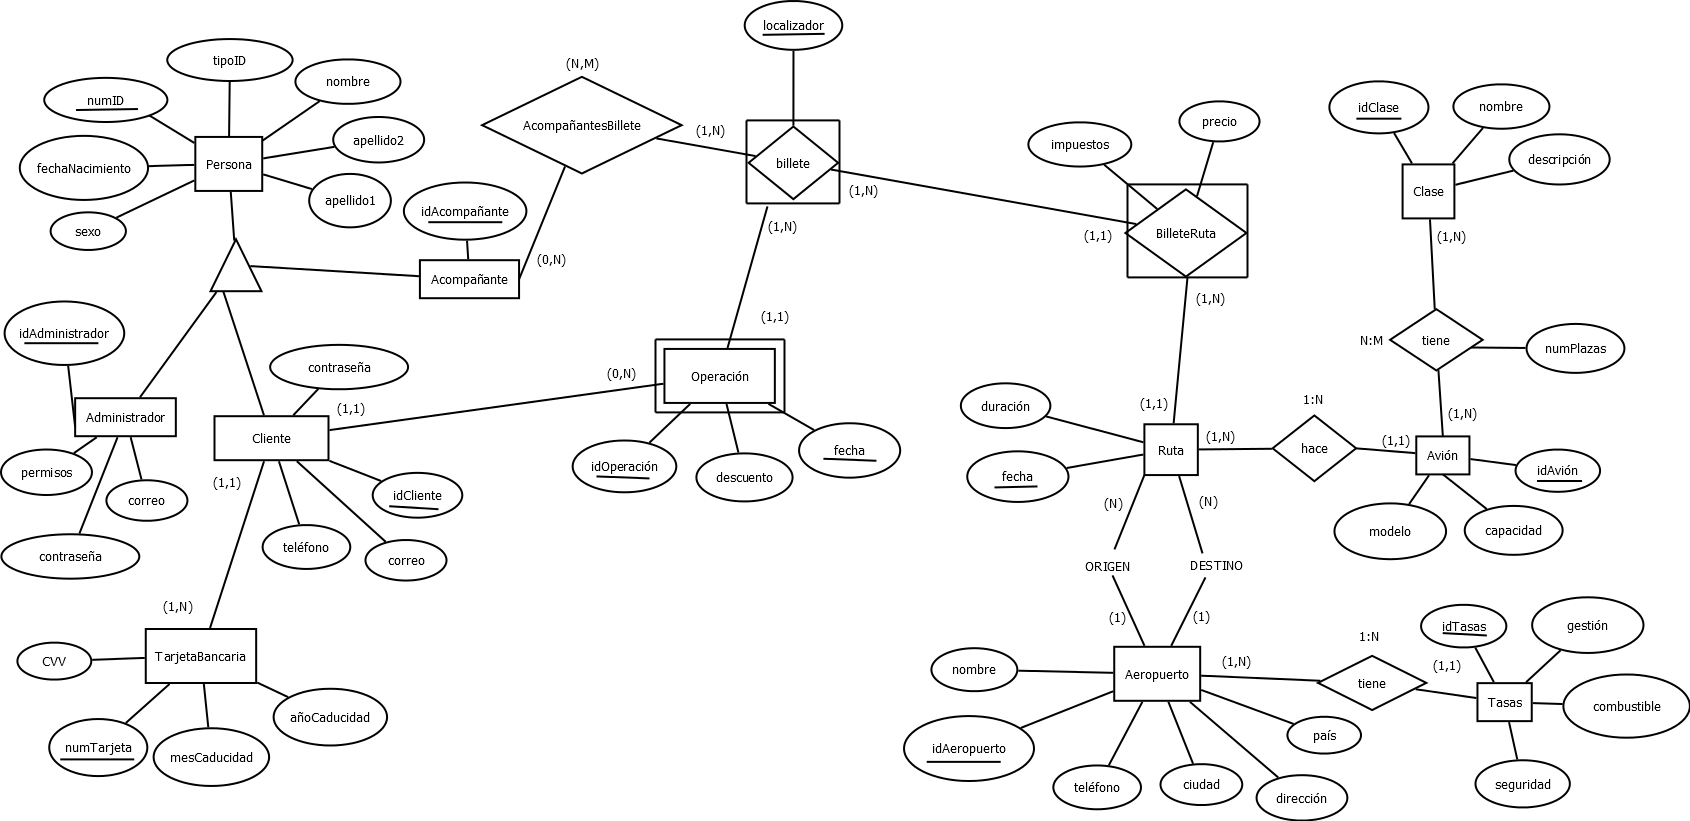 localizador
tipoID
(N,M)
nombre
numID
idClase
nombre
precio
AcompañantesBillete
(1,N)
apellido2
impuestos
Persona
billete
descripción
fechaNacimiento
(1,N)
Clase
apellido1
idAcompañante
sexo
(1,N)
(1,1)
BilleteRuta
(1,N)
(0,N)
Acompañante
(1,N)
(1,1)
idAdministrador
N:M
tiene
numPlazas
contraseña
(0,N)
Operación
1:N
(1,1)
(1,1)
duración
(1,N)
Administrador
Cliente
(1,N)
(1,1)
Ruta
hace
Avión
fecha
permisos
idOperación
descuento
fecha
idAvión
(1,1)
idCliente
correo
(N)
(N)
modelo
capacidad
teléfono
contraseña
correo
ORIGEN
DESTINO
(1,N)
(1)
(1)
idTasas
gestión
1:N
CVV
TarjetaBancaria
nombre
Aeropuerto
(1,N)
tiene
(1,1)
Tasas
combustible
añoCaducidad
numTarjeta
mesCaducidad
idAeropuerto
país
teléfono
ciudad
dirección
seguridad